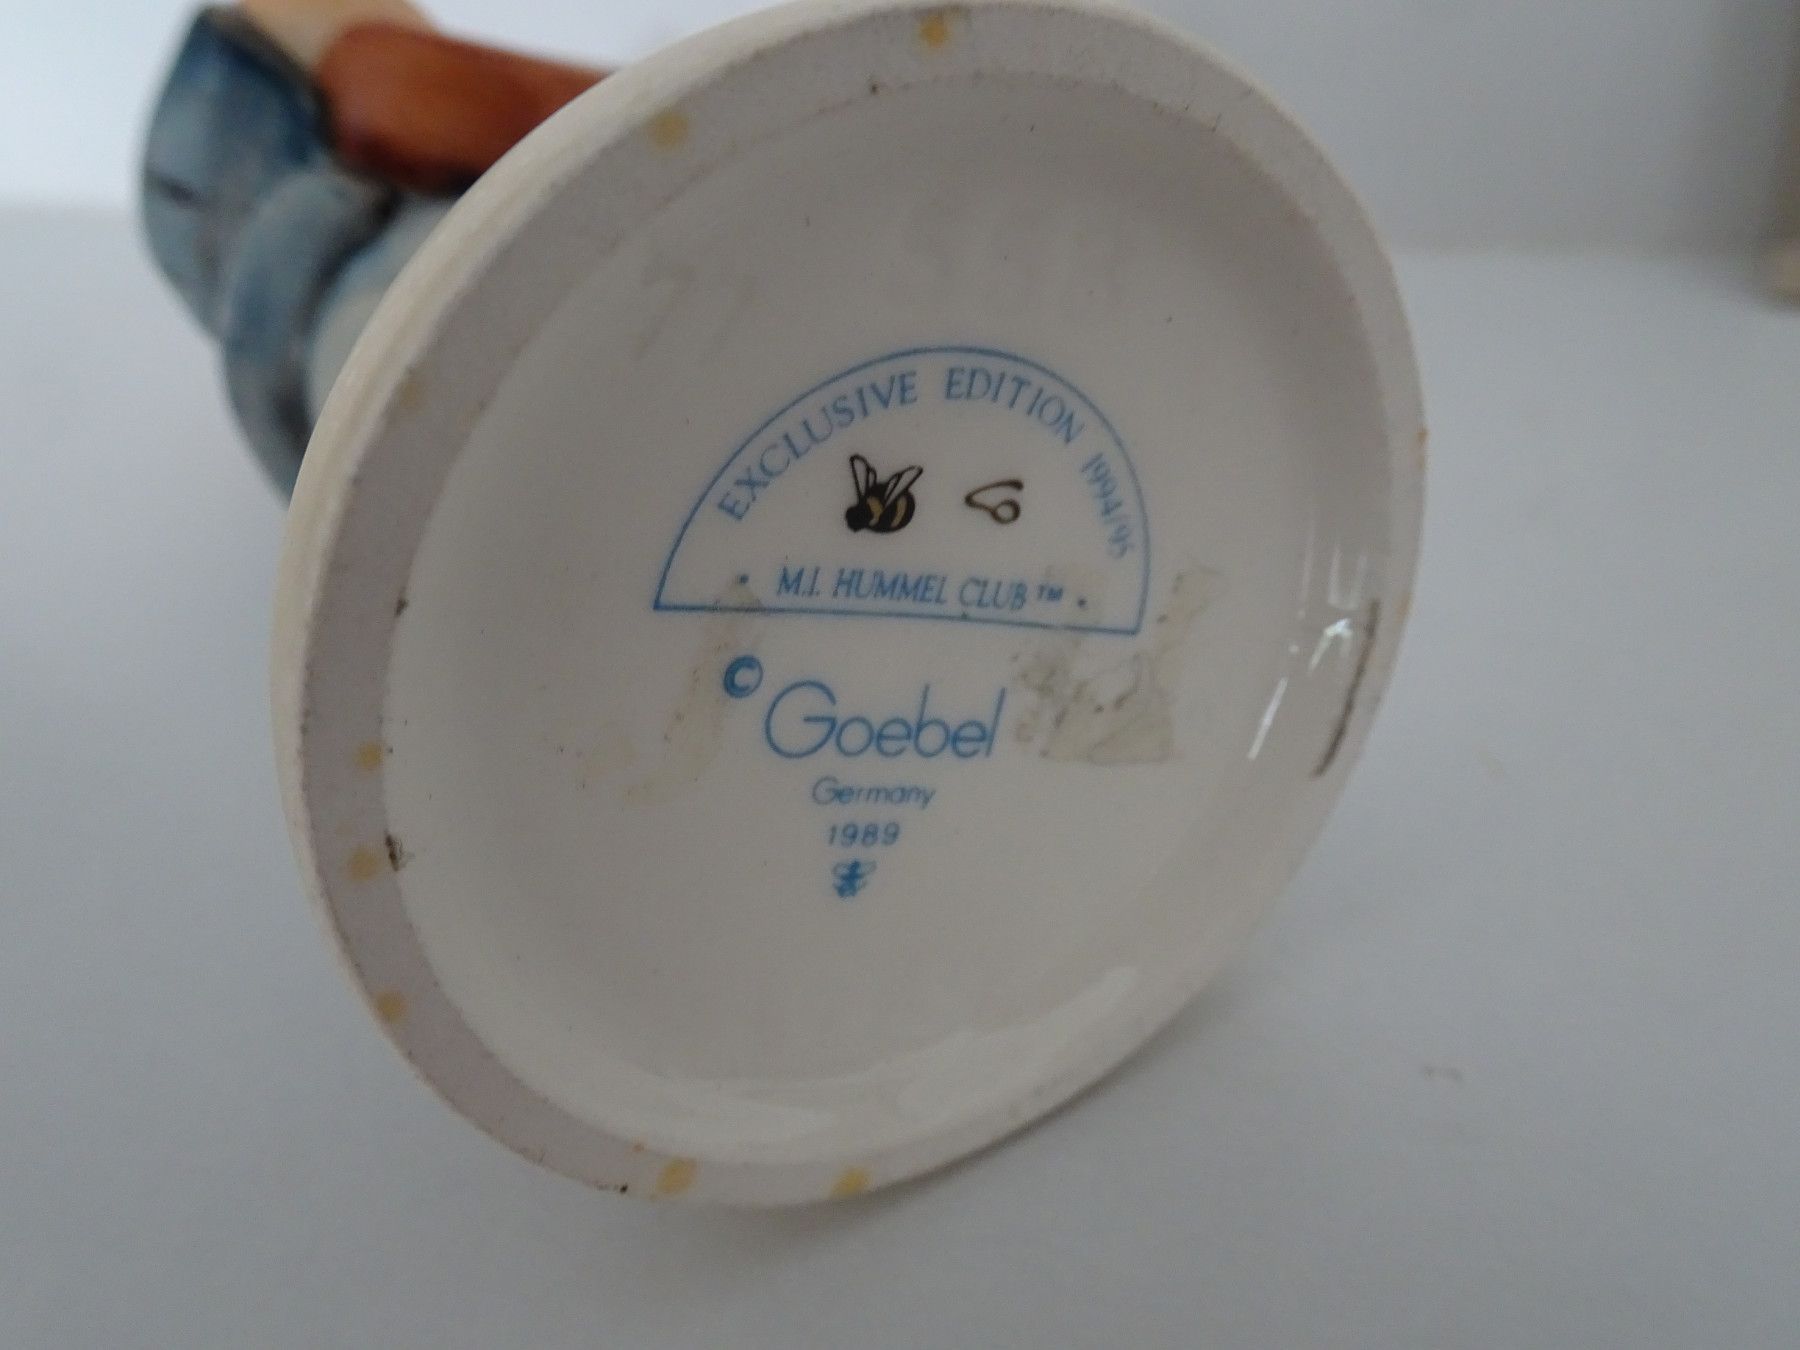 EXCLUSIVE EDITION 1994/95
• M.I. HUMMEL CLUB™ •
© Goebel
Germany
1989